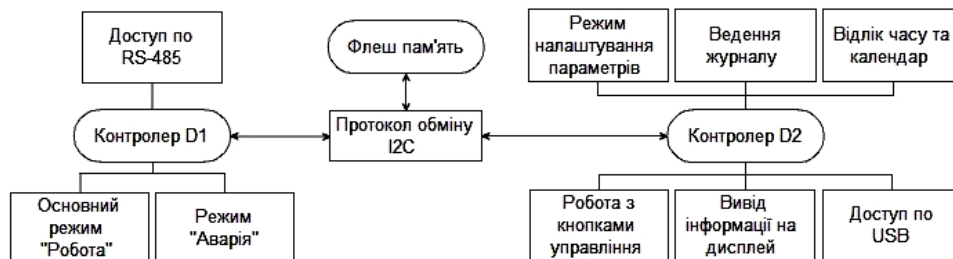 Доступ по
RS-485
Флеш пам'ять
Режим
налаштування
параметрів
Ведення
журналу
Відлік часу та
календар
Контролер D1
Протокол обміну
I2C
Контролер D2
Основний
режим
"Робота"
Режим
"Аварія"
Робота з
кнопками
управління
Вивід
інформації на
дисплей
Доступ по
USB